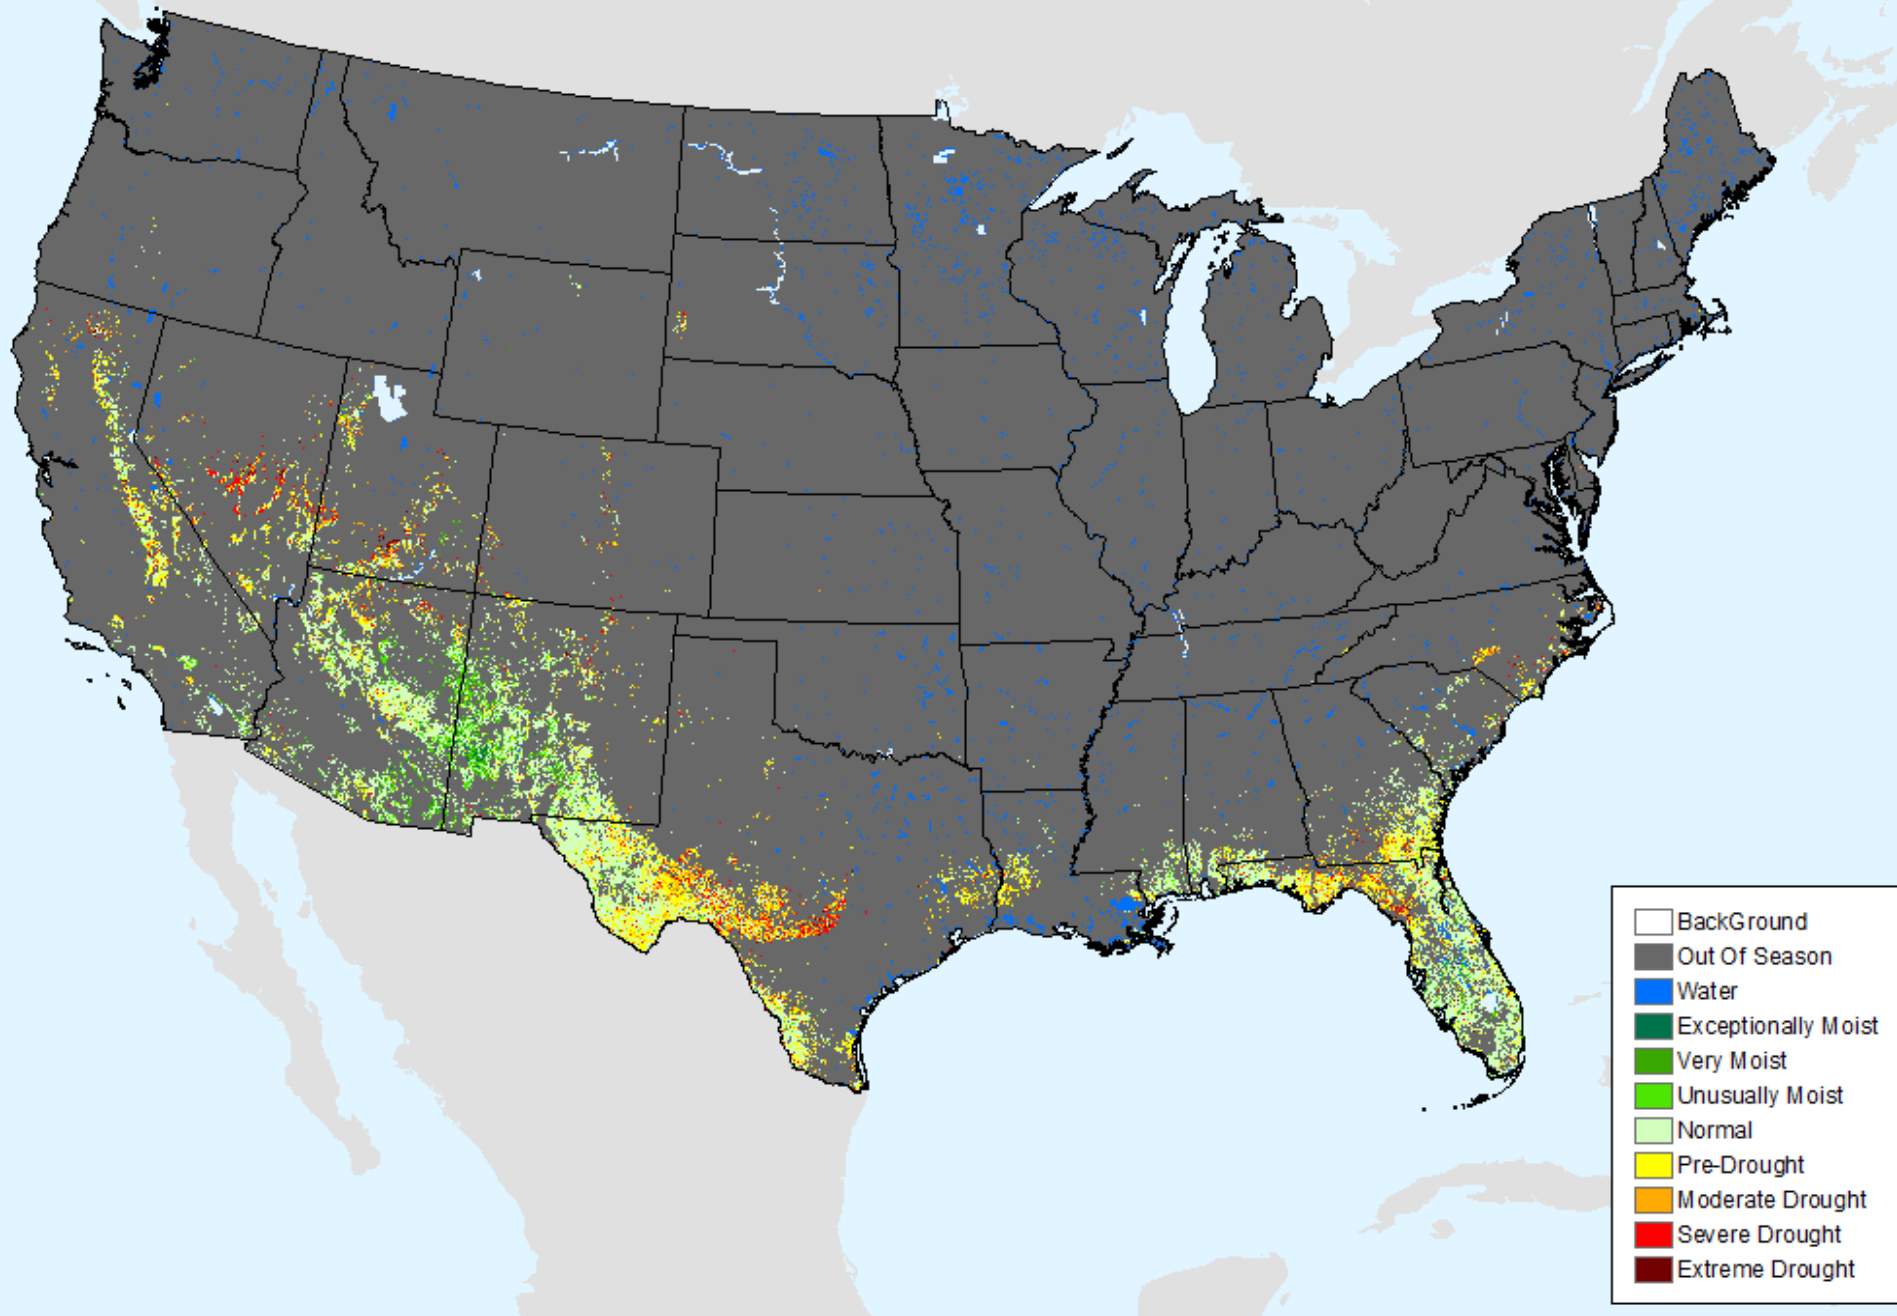 BackGround
Out Of Season
Water
Exceptionally Moist
Very Moist
Unusually Moist
Normal
Pre-Drought
Moderate Drought
Severe Drought
Extreme Drought